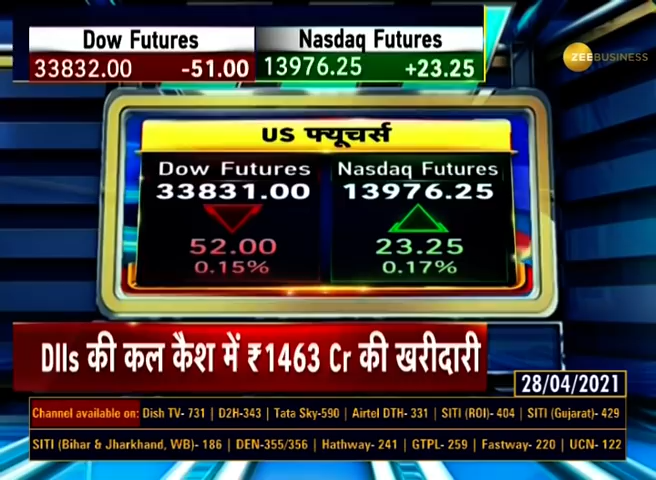 Dow Futures
33832.00 -51.00
Nasdaq Futures
13976.25 +23.25
ZEEBUSINESS
US फ्यूचर्स
Dow Futures
33831.00
52.00
0.15%
Nasdaq Futures
13976.25
23.25
0.17%
DIIs की कल कैश में ₹1463 Cr की खरीदारी
28/04/2021
Channel available on: Dish TV- 731 | D2H-343 | Tata Sky-590 | Airtel DTH- 331 | SITI (ROI)- 404 | SITI (Gujarat)- 429
SITI (Bihar & Jharkhand, WB)- 186 | DEN-355/356 | Hathway- 241 | GTPL- 259 | Fastway- 220 | UCN- 122